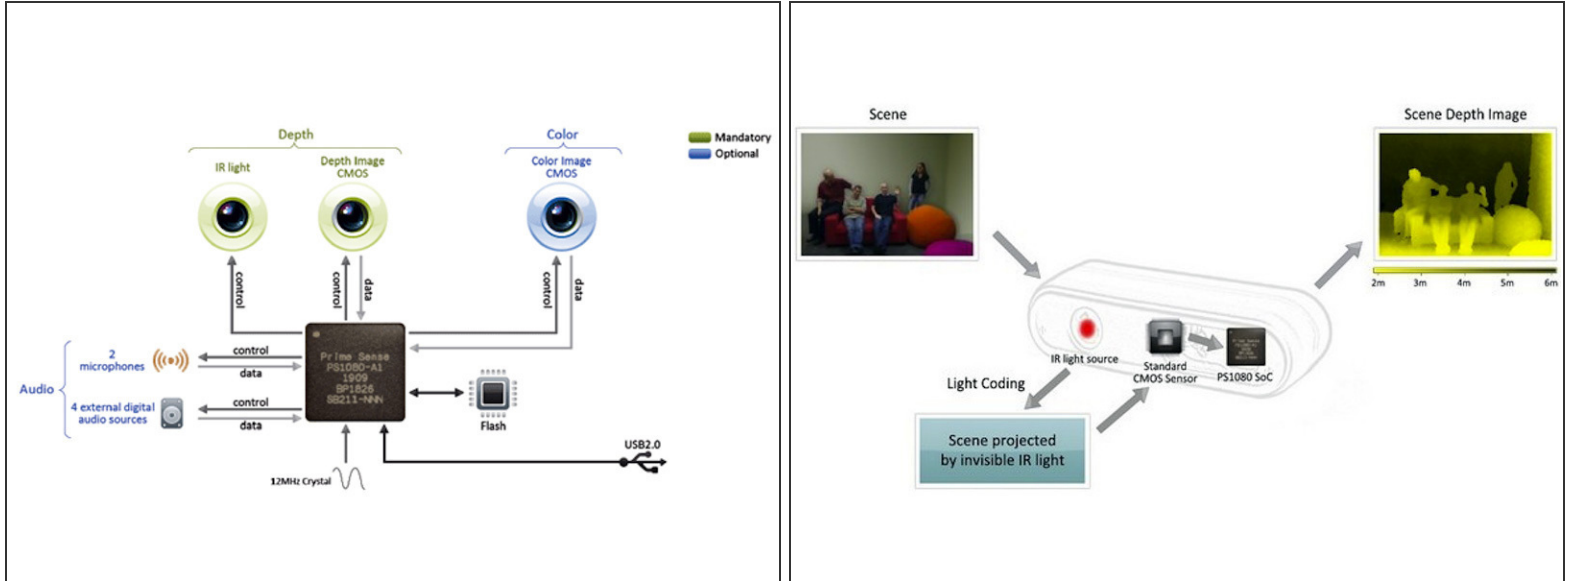 Depth
Color
Mandatory
Optional
IR light
Depth Image
CMOS
Color Image
CMOS
control
control
data
control
data
Audio
2
microphones
control
data
4 external digital
audio sources
control
data
Prime Sense
PS1080-A1
1909
BP1826
SB211-NNN
Flash
USB2.0
12MHz Crystal
Scene
Scene Depth Image
2m 3m 4m 5m 6m
IR light source
Standard
CMOS Sensor
PS1080 SoC
Light Coding
Scene projected
by invisible IR light